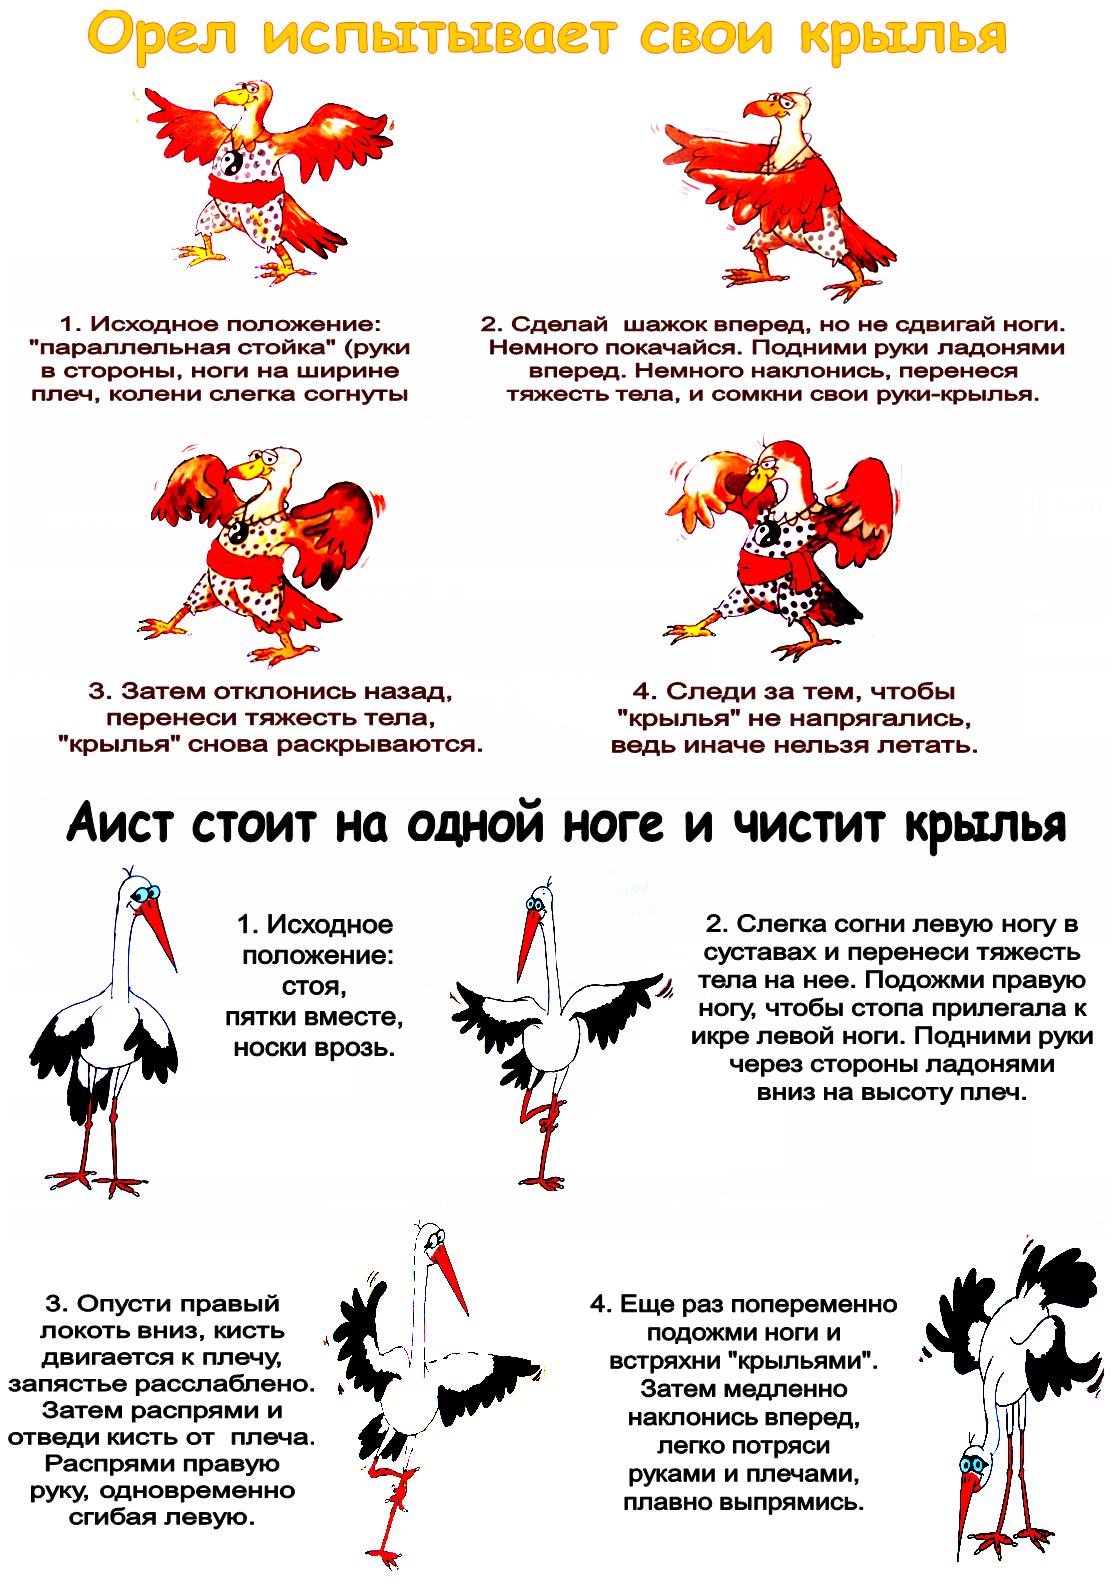 Орел испытывает свои крылья
1. Исходное положение:
"параллельная стойка" (руки
в стороны, ноги на ширине
плеч, колени слегка согнуты
2. Сделай шажок вперед, но не сдвигай ноги.
Немного покачайся. Подними руки ладонями
вперед. Немного наклонись, перенеся
тяжесть тела, и сомкни свои руки-крылья.
3. Затем отклонись назад,
перенеси тяжесть тела,
"крылья" снова раскрываются.
4. Следи за тем, чтобы
"крылья" не напрягались,
ведь иначе нельзя летать.
Аист стоит на одной ноге и чистит крылья
1. Исходное
положение:
стоя,
пятки вместе,
носки врозь.
2. Слегка согни левую ногу в
суставах и перенеси тяжесть
тела на нее. Подожми правую
ногу, чтобы стопа прилегала к
икре левой ноги. Подними руки
через стороны ладонями
вниз на высоту плеч.
3. Опусти правый
локоть вниз, кисть
двигается к плечу,
запястье расслаблено.
Затем распрями и
отведи кисть от плеча.
Распрями правую
руку, одновременно
сгибая левую.
4. Еще раз попеременно
подожми ноги и
встряхни "крыльями".
Затем медленно
наклонись вперед,
легко потряси
руками и плечами,
плавно выпрямись.